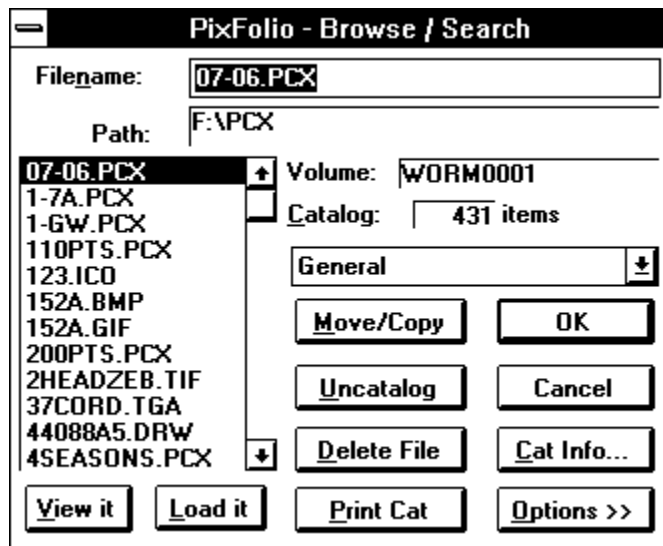 PixFolio - Browse / Search
Filename: 07-06.PCX
Path: F:\PCX
07-06.PCX
1-7A.PCX
1-GW.PCX
110PTS.PCX
123.ICO
152A.BMP
152A.GIF
200PTS.PCX
2HEADZEB.TIF
37CORD.TGA
44088A5.DRW
4SEASONS.PCX
Volume: WORM0001
Catalog: 431 items
General
Move/Copy OK
Uncatalog Cancel
Delete File Cat Info...
View it Load it Print Cat Options >>